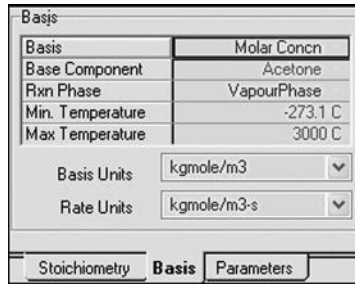 Basis
Basis Molar Concn
Base Component Acetone
Rxn Phase VapourPhase
Min. Temperature -273.1 C
Max Temperature 3000 C
Basis Units kgmole/m3
Rate Units kgmole/m3-s
Stoichiometry Basis Parameters